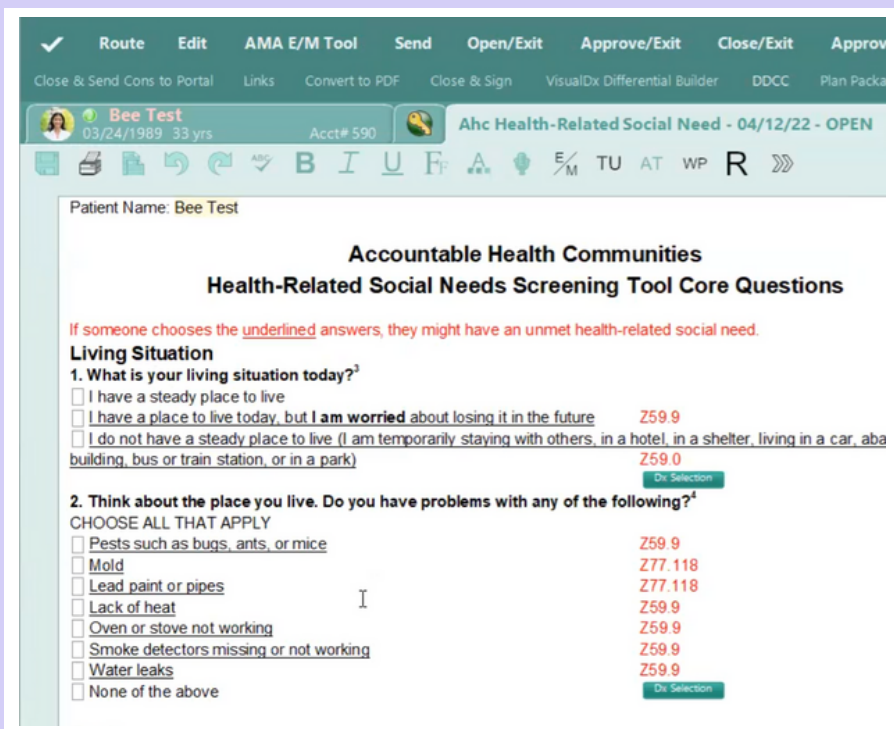 Route Edit AMA E/M Tool Send Open/Exit Approve/Exit Close/Exit Approv
Close & Send Cons to Portal Links Convert to PDF Close & Sign VisualDx Differential Builder DDCC Plan Packa
Bee Test
03/24/1989 33 yrs Acct# 590
Ahc Health-Related Social Need - 04/12/22 - OPEN
ABC B I U FF A E/M TU AT WP R
Patient Name: Bee Test
Accountable Health Communities
Health-Related Social Needs Screening Tool Core Questions
If someone chooses the underlined answers, they might have an unmet health-related social need.
Living Situation
1. What is your living situation today?³
I have a steady place to live
I have a place to live today, but I am worried about losing it in the future Z59.9
I do not have a steady place to live (I am temporarily staying with others, in a hotel, in a shelter, living in a car, aba
building, bus or train station, or in a park) Z59.0
Dx Selection
2. Think about the place you live. Do you have problems with any of the following?⁴
CHOOSE ALL THAT APPLY
Pests such as bugs, ants, or mice Z59.9
Mold Z77.118
Lead paint or pipes Z77.118
Lack of heat Z59.9
Oven or stove not working Z59.9
Smoke detectors missing or not working Z59.9
Water leaks Z59.9
None of the above Dx Selection